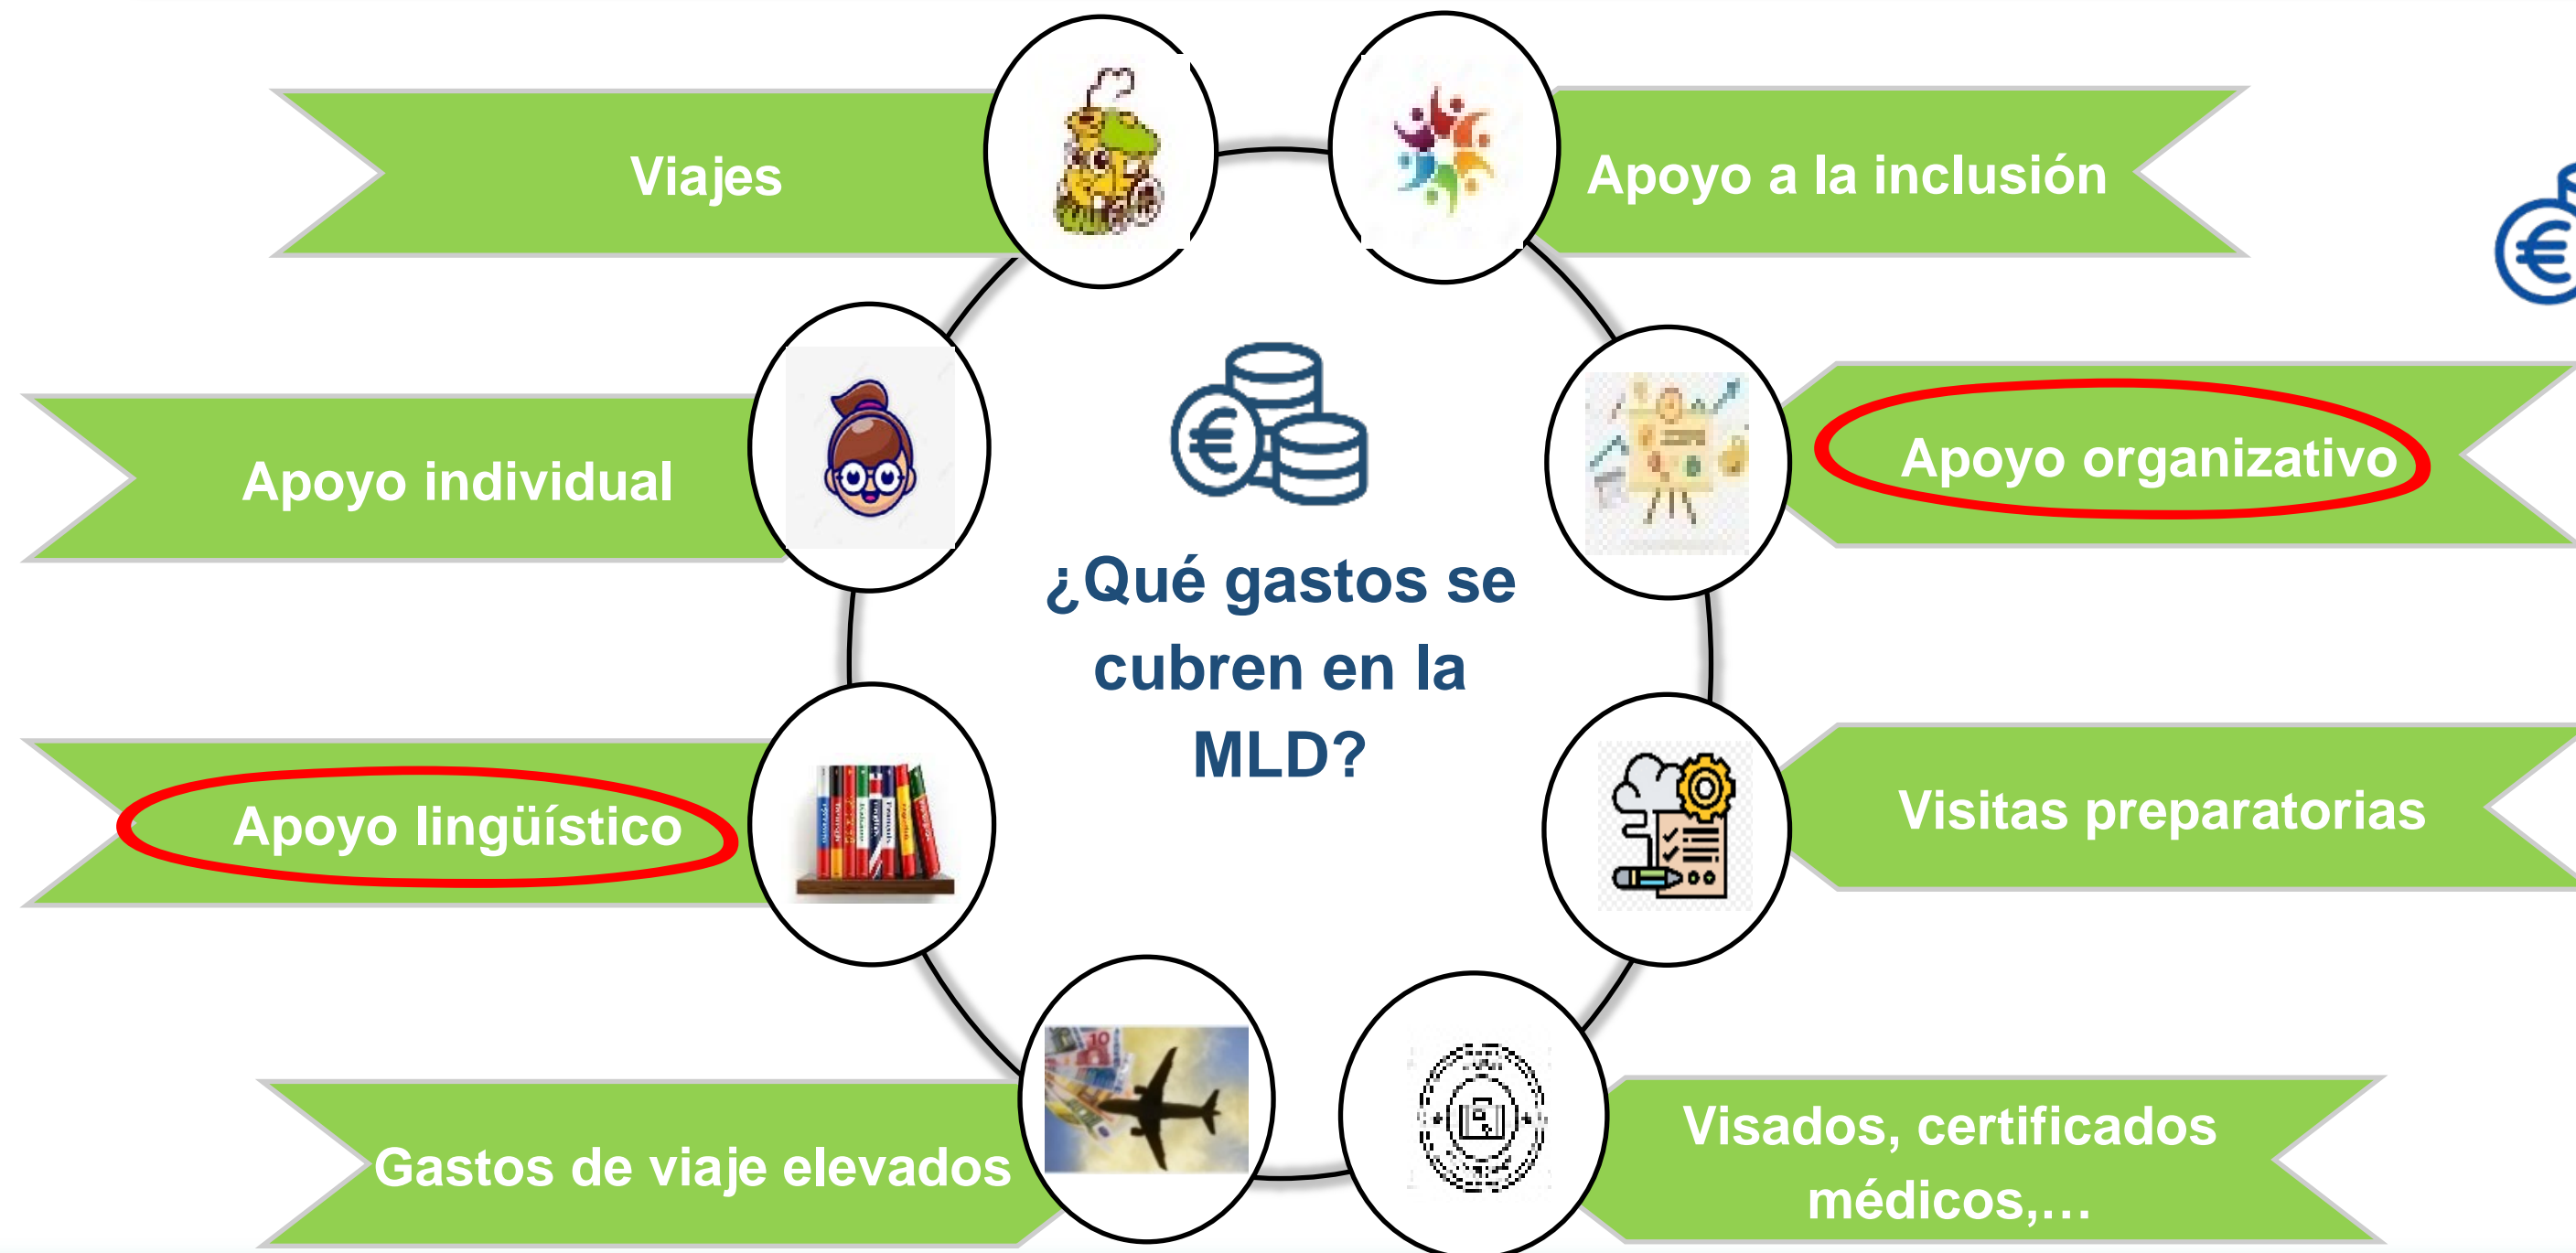 Viajes
Apoyo a la inclusión
Apoyo individual
Apoyo organizativo
¿Qué gastos se
cubren en la
MLD?
Apoyo lingüístico
Visitas preparatorias
Gastos de viaje elevados
Visados, certificados
médicos,…